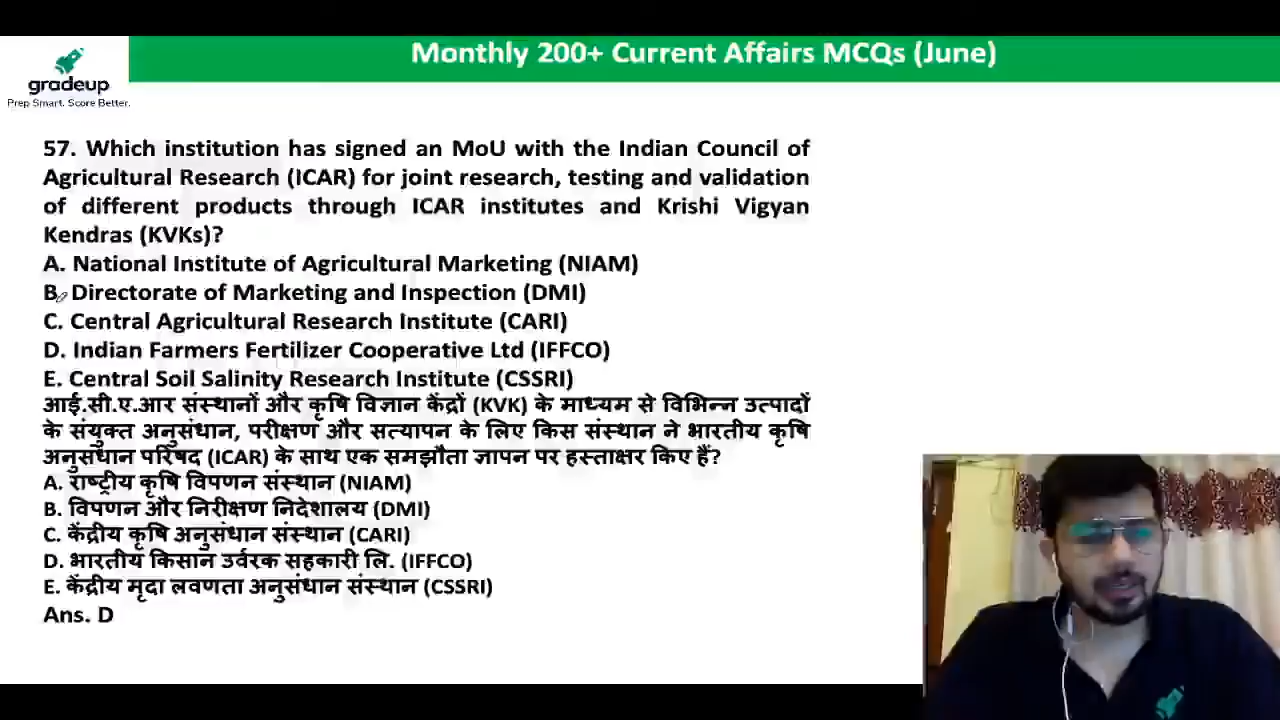 Monthly 200+ Current Affairs MCQs (June)
gradeup
Prep Smart. Score Better.
57. Which institution has signed an MoU with the Indian Council of
Agricultural Research (ICAR) for joint research, testing and validation
of different products through ICAR institutes and Krishi Vigyan
Kendras (KVKs)?
A. National Institute of Agricultural Marketing (NIAM)
B. Directorate of Marketing and Inspection (DMI)
C. Central Agricultural Research Institute (CARI)
D. Indian Farmers Fertilizer Cooperative Ltd (IFFCO)
E. Central Soil Salinity Research Institute (CSSRI)
आई.सी.ए.आर संस्थानों और कृषि विज्ञान केंद्रों (KVK) के माध्यम से विभिन्न उत्पादों
के संयुक्त अनुसंधान, परीक्षण और सत्यापन के लिए किस संस्थान ने भारतीय कृषि
अनुसंधान परिषद (ICAR) के साथ एक समझौता ज्ञापन पर हस्ताक्षर किए हैं?
A. राष्ट्रीय कृषि विपणन संस्थान (NIAM)
B. विपणन और निरीक्षण निदेशालय (DMI)
C. केंद्रीय कृषि अनुसंधान संस्थान (CARI)
D. भारतीय किसान उर्वरक सहकारी लि. (IFFCO)
E. केंद्रीय मृदा लवणता अनुसंधान संस्थान (CSSRI)
Ans. D